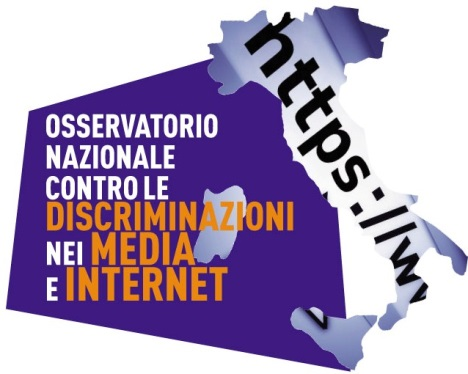 OSSERVATORIO
NAZIONALE
CONTRO LE
DISCRIMINAZIONI
NEI MEDIA
E INTERNET
https://w